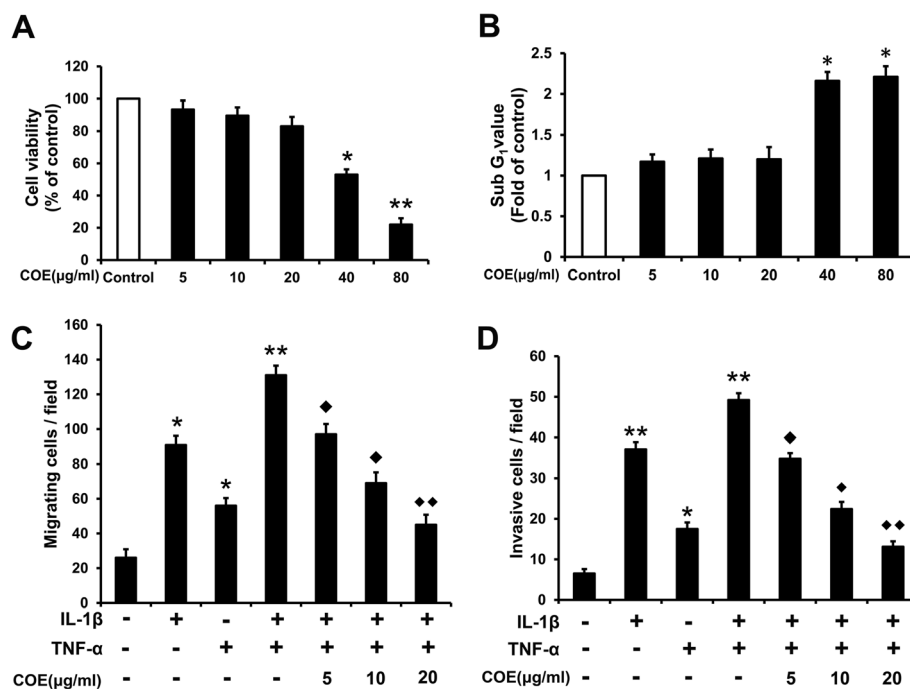 A
Cell viability
(% of control)
120
100
80
60
40
20
0
*
**
COE(μg/ml) Control 5 10 20 40 80
B
Sub G₁value
(Fold of control)
2.5
2
1.5
1
0.5
0
* *
COE(μg/ml) Control 5 10 20 40 80
C
Migrating cells / field
160
140
120
100
80
60
40
20
0
*
*
**
◆
◆
◆◆
IL-1β - + - + + + +
TNF-α - - + + + + +
COE(μg/ml) - - - - 5 10 20
D
Invasive cells / field
60
50
40
30
20
10
0
**
*
**
◆
◆
◆◆
IL-1β - + - + + + +
TNF-α - - + + + + +
COE(μg/ml) - - - - 5 10 20